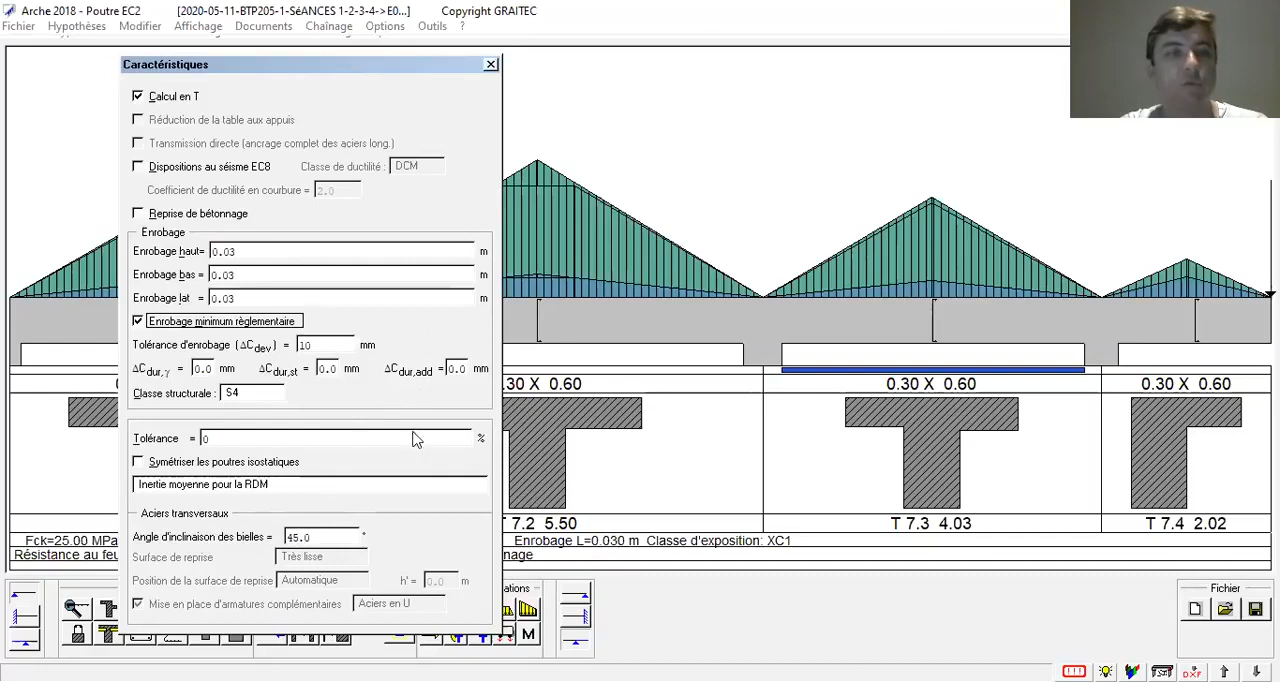 Arche 2018 - Poutre EC2 [2020-05-11-BTP205-1-SéANCES 1-2-3-4->E0...] Copyright GRAITEC
Fichier Hypothèses Modifier Affichage Documents Chaînage Options Outils ?
Caractéristiques
Calcul en T
Réduction de la table aux appuis
Transmission directe (ancrage complet des aciers long.)
Dispositions au séisme EC8 Classe de ductilité : DCM
Coefficient de ductilité en courbure = 2.0
Reprise de bétonnage
Enrobage
Enrobage haut= 0.03 m
Enrobage bas = 0.03 m
Enrobage lat = 0.03 m
Enrobage minimum règlementaire
Tolérance d'enrobage (ΔCdev) = 10 mm
ΔCdur,γ = 0.0 mm ΔCdur,st = 0.0 mm ΔCdur,add = 0.0 mm
Classe structurale : S4
Tolérance = 0 %
Symétriser les poutres isostatiques
Inertie moyenne pour la RDM
Aciers transversaux
Angle d'inclinaison des bielles = 45.0 °
Surface de reprise Très lisse
Position de la surface de reprise Automatique h' = 0.0 m
Mise en place d'armatures complémentaires Aciers en U
.30 X 0.60 0.30 X 0.60 0.30 X 0.60
T 7.2 5.50 T 7.3 4.03 T 7.4 2.02
Fck=25.00 MPa Enrobage L=0.030 m Classe d'exposition: XC1
Résistance au feu nage
ations
M
Fichier
DXF